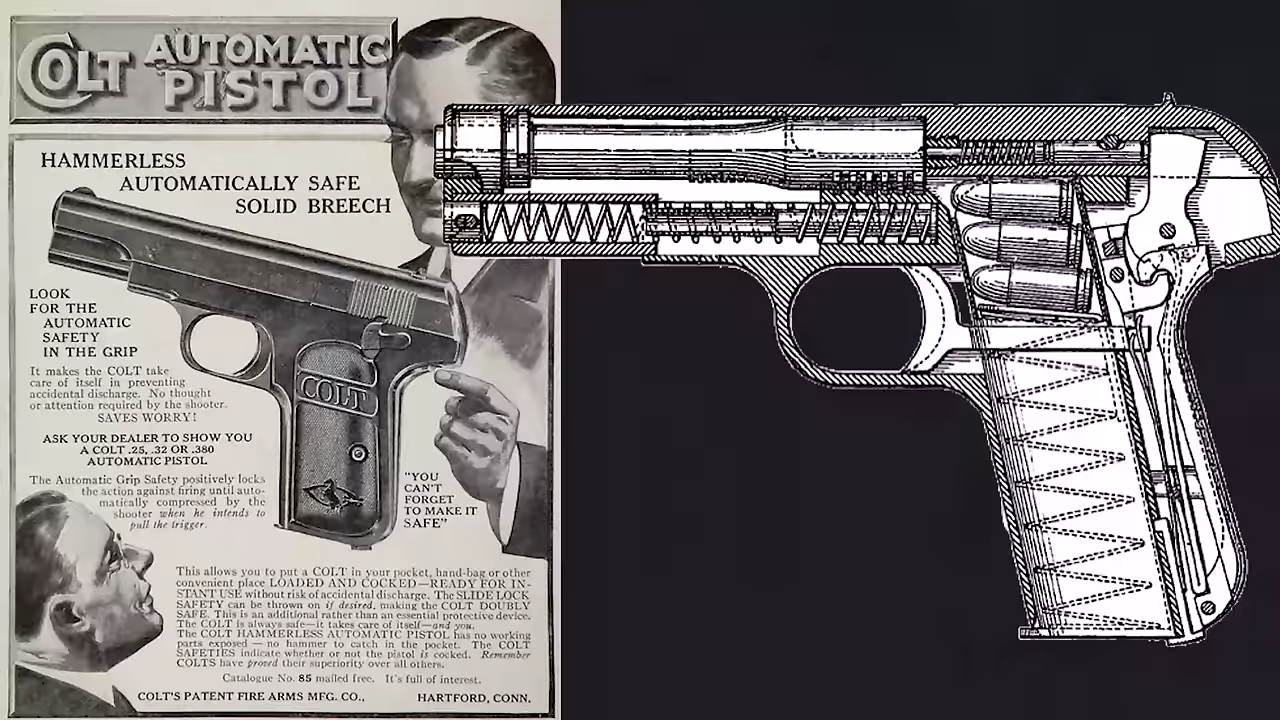 COLT AUTOMATIC
PISTOL
HAMMERLESS
AUTOMATICALLY SAFE
SOLID BREECH
LOOK
FOR THE
AUTOMATIC
SAFETY
IN THE GRIP
It makes the COLT take
care of itself in preventing
accidental discharge. No thought
or attention required by the shooter.
SAVES WORRY!
ASK YOUR DEALER TO SHOW YOU
A COLT .25, .32 OR .380
AUTOMATIC PISTOL
The Automatic Grip Safety positively locks
the action against firing until auto-
matically compressed by the
shooter when he intends to
pull the trigger.
COLT
"YOU
CAN'T
FORGET
TO MAKE IT
SAFE"
This allows you to put a COLT in your pocket, hand-bag or other
convenient place LOADED AND COCKED—READY FOR IN-
STANT USE without risk of accidental discharge. The SLIDE LOCK
SAFETY can be thrown on if desired, making the COLT DOUBLY
SAFE. This is an additional rather than an essential protective device.
The COLT is always safe—it takes care of itself—and you.
The COLT HAMMERLESS AUTOMATIC PISTOL has no working
parts exposed — no hammer to catch in the pocket. The COLT
SAFETIES indicate whether or not the pistol is cocked. Remember
COLTS have proved their superiority over all others.
Catalogue No. 85 mailed free. It's full of interest.
COLT'S PATENT FIRE ARMS MFG. CO., HARTFORD, CONN.